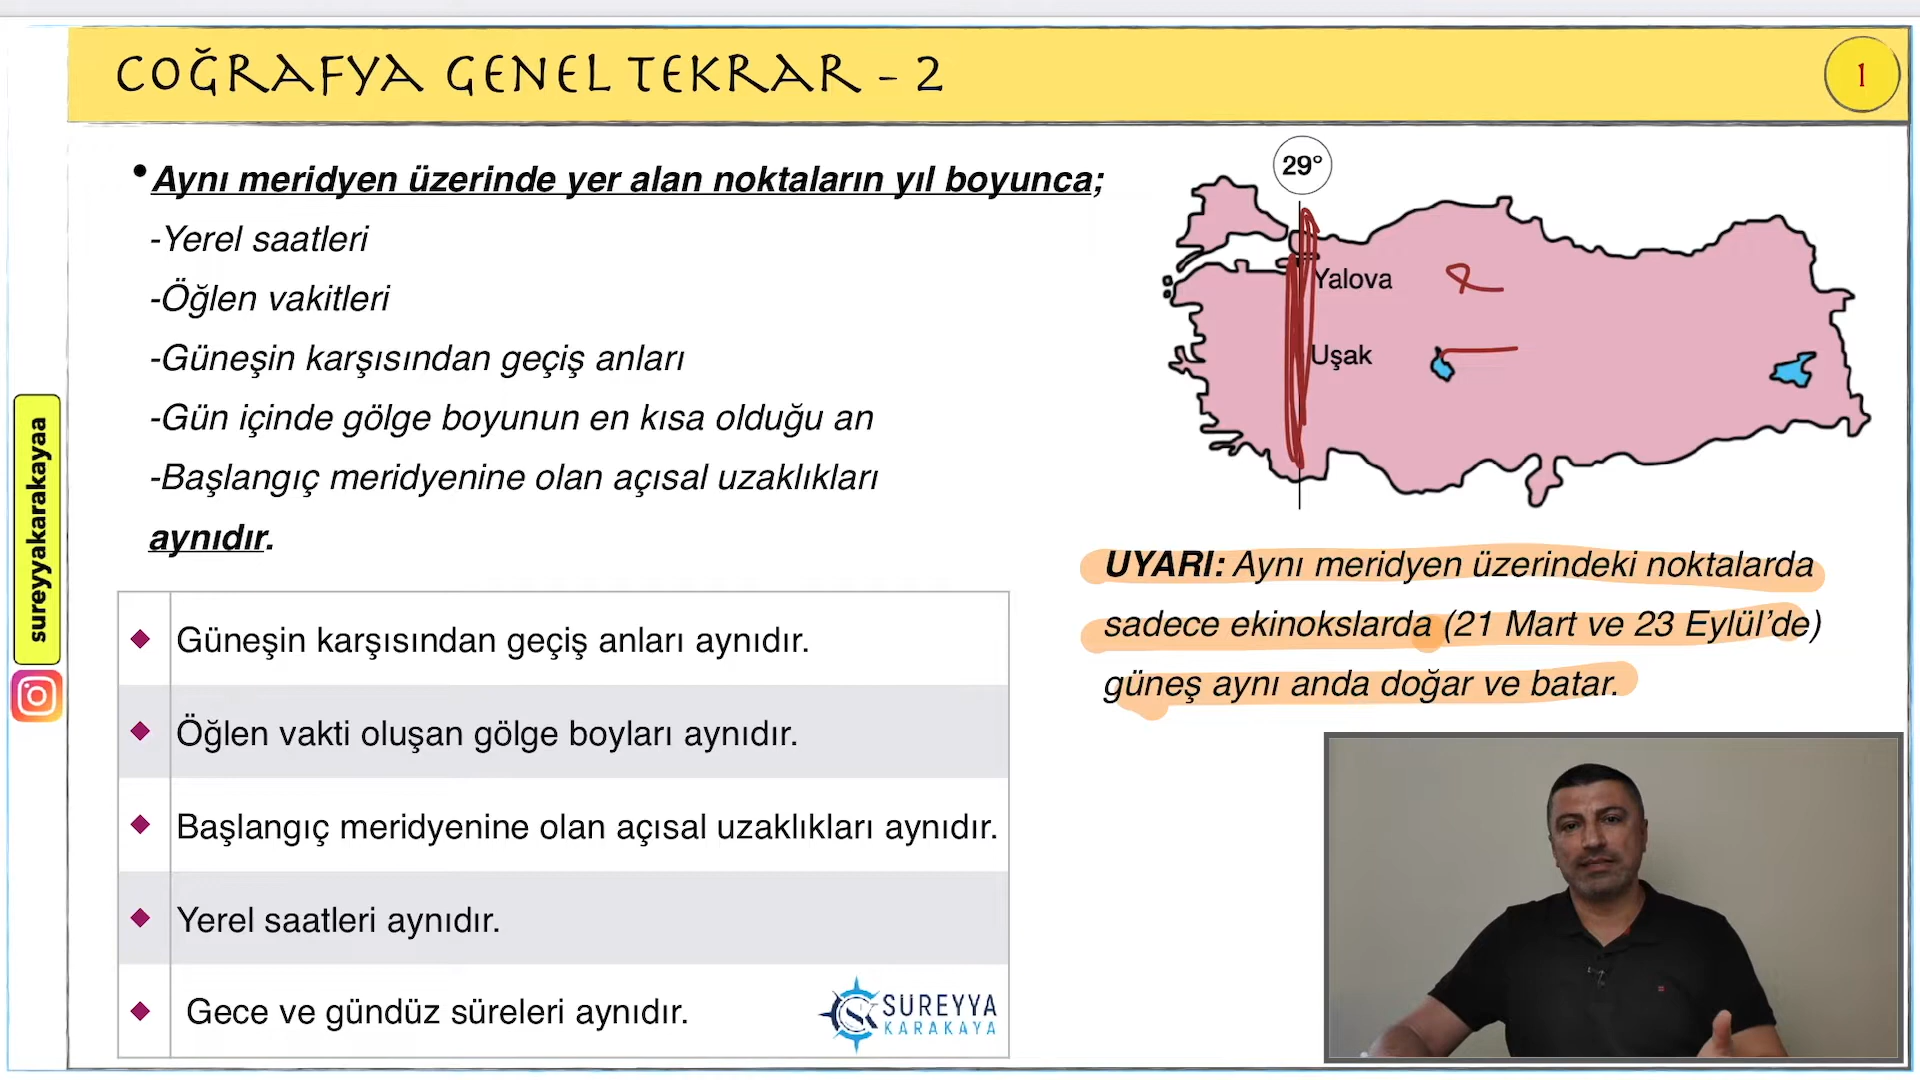 COĞRAFYA GENEL TEKRAR - 2
1
• Aynı meridyen üzerinde yer alan noktaların yıl boyunca;
-Yerel saatleri
-Öğlen vakitleri
-Güneşin karşısından geçiş anları
-Gün içinde gölge boyunun en kısa olduğu an
-Başlangıç meridyenine olan açısal uzaklıkları
aynıdır.
29°
Yalova
Uşak
UYARI: Aynı meridyen üzerindeki noktalarda
sadece ekinokslarda (21 Mart ve 23 Eylül'de)
güneş aynı anda doğar ve batar.
Güneşin karşısından geçiş anları aynıdır.
Öğlen vakti oluşan gölge boyları aynıdır.
Başlangıç meridyenine olan açısal uzaklıkları aynıdır.
Yerel saatleri aynıdır.
Gece ve gündüz süreleri aynıdır.
SÜREYYA
KARAKAYA
sureyyakarakayaa